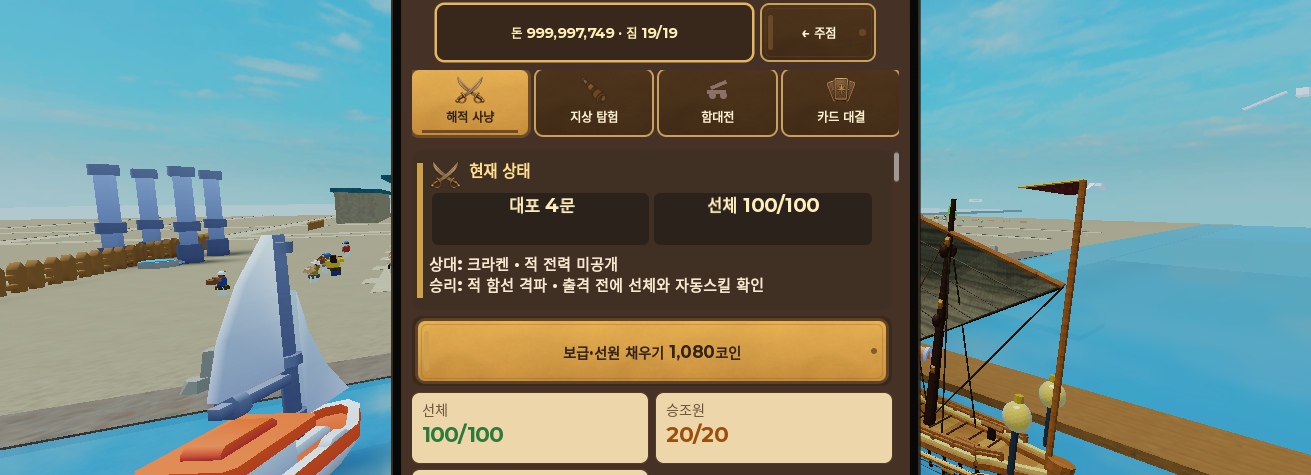 돈 999,997,749 · 짐 19/19
← 주점
해적 사냥
지상 탐험
함대전
카드 대결
현재 상태
대포 4문
선체 100/100
상대: 크라켄 • 적 전력 미공개
승리: 적 함선 격파 • 출격 전에 선체와 자동스킬 확인
보급·선원 채우기 1,080코인
선체
승조원
100/100
20/20